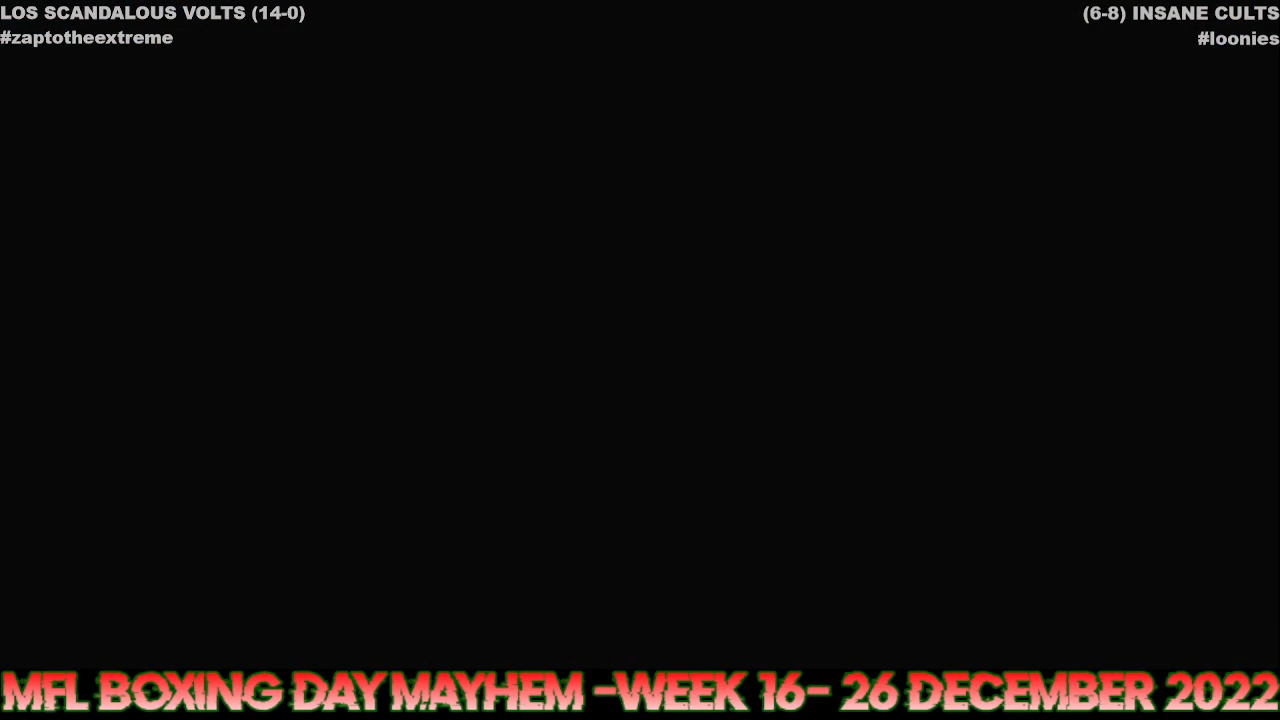 LOS SCANDALOUS VOLTS (14-0)
(6-8) INSANE CULTS
#zaptotheextreme
#loonies
MFL BOXING DAY MAYHEM -WEEK 16- 26 DECEMBER 2022